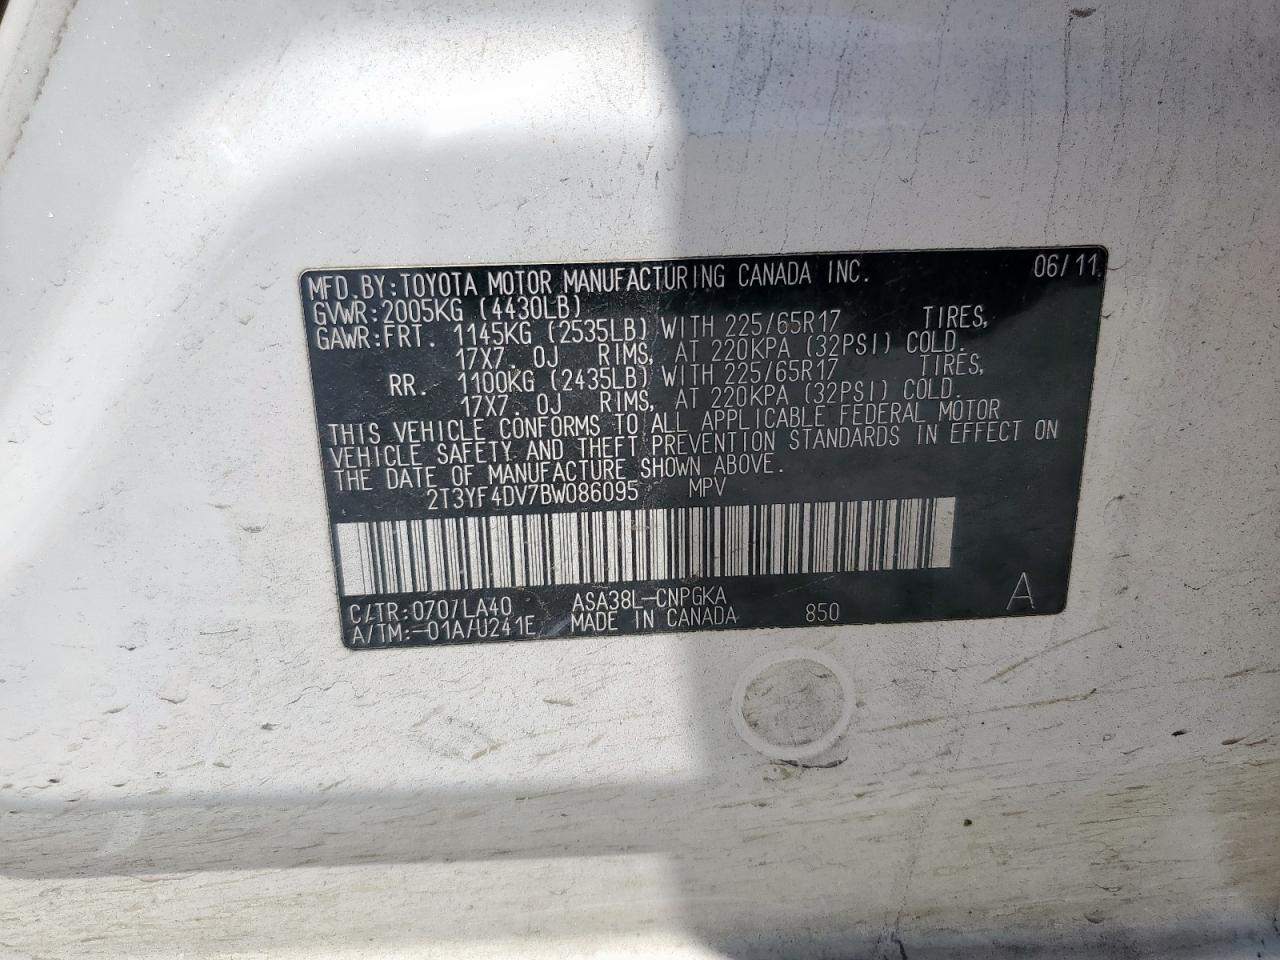 MFD.BY:TOYOTA MOTOR MANUFACTURING CANADA INC. 06/11
GVWR:2005KG (4430LB)
GAWR:FRT. 1145KG (2535LB) WITH 225/65R17 TIRES,
17X7.0J RIMS, AT 220KPA (32PSI) COLD.
RR. 1100KG (2435LB) WITH 225/65R17 TIRES,
17X7.0J RIMS, AT 220KPA (32PSI) COLD.
THIS VEHICLE CONFORMS TO ALL APPLICABLE FEDERAL MOTOR
VEHICLE SAFETY AND THEFT PREVENTION STANDARDS IN EFFECT ON
THE DATE OF MANUFACTURE SHOWN ABOVE.
2T3YF4DV7BW086095 MPV
C/TR:070/LA40 ASA38L-CNPGKA
A/TM:-01A/U241E MADE IN CANADA 850 A